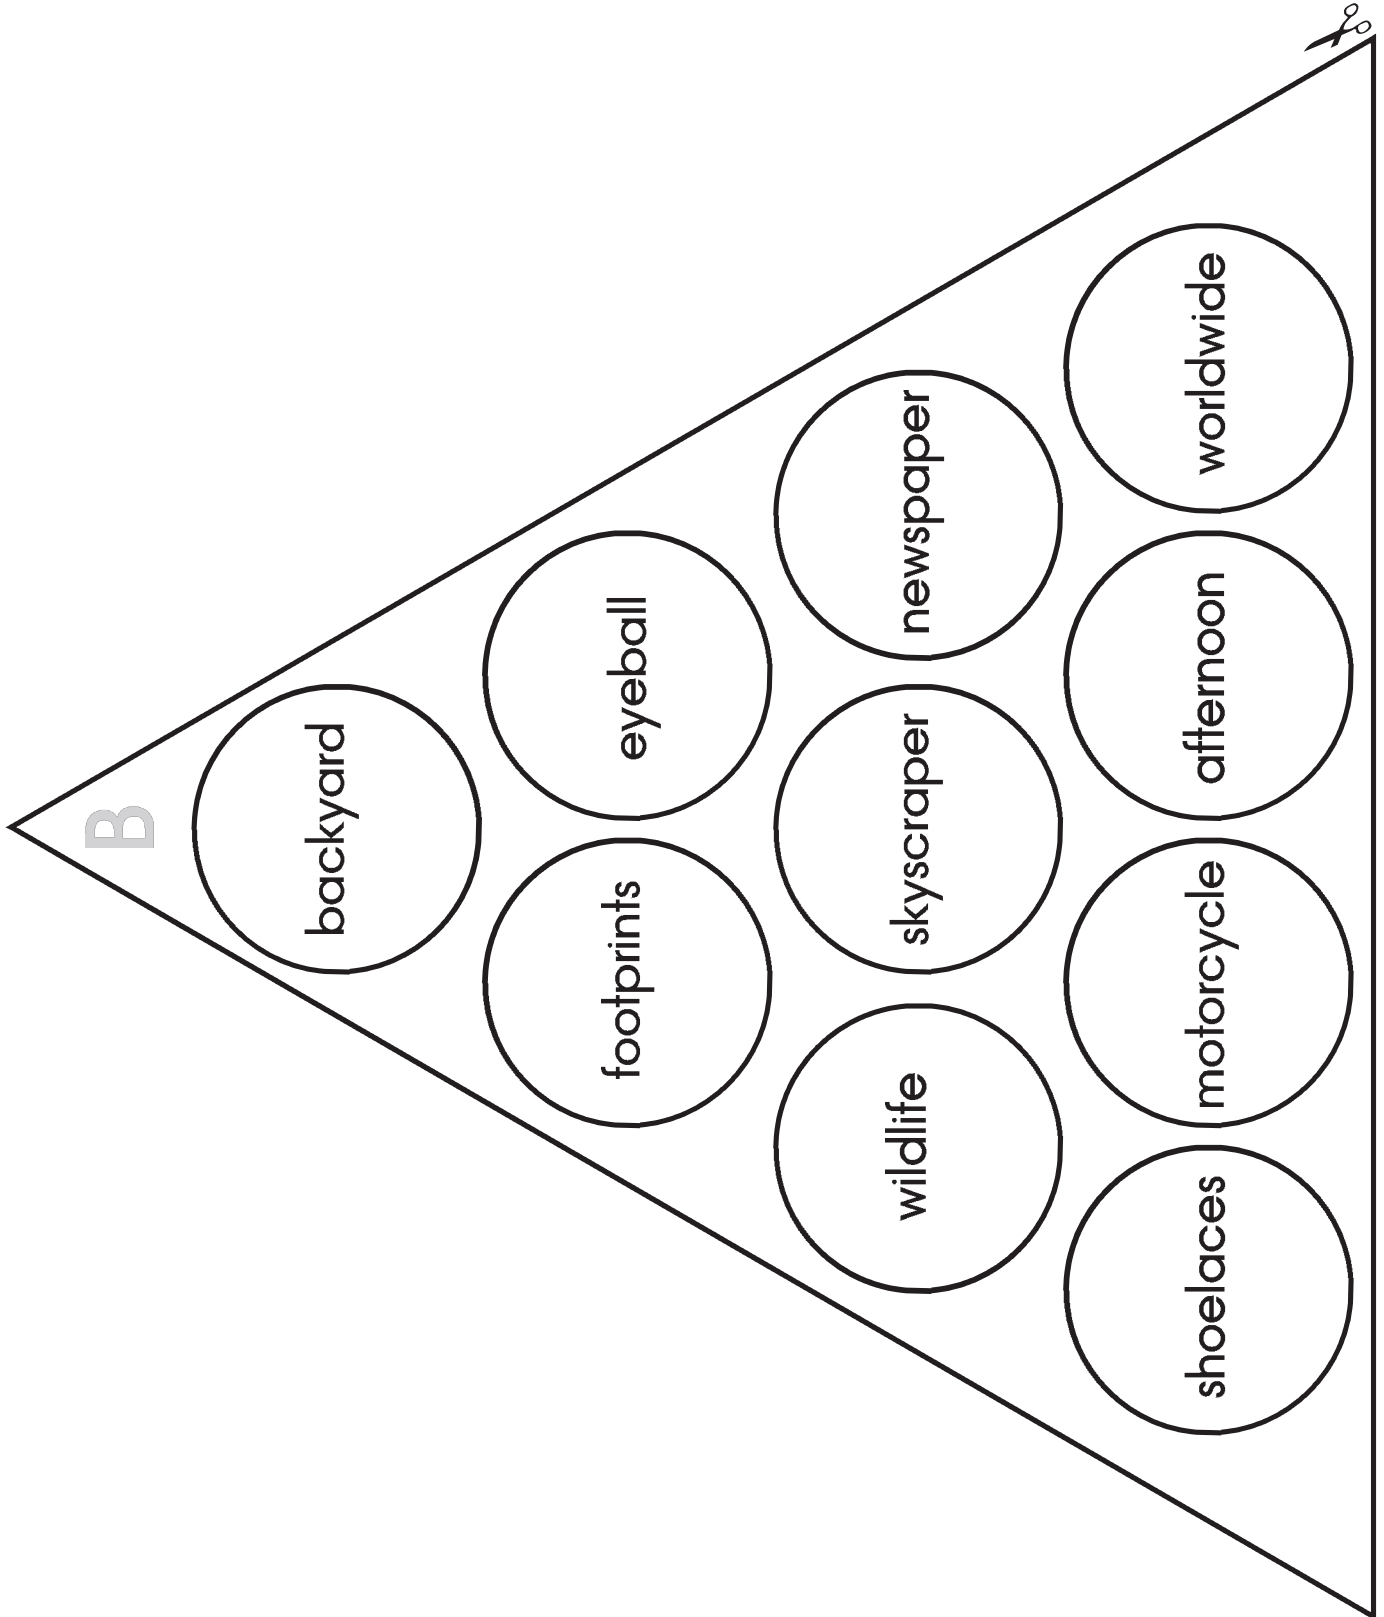 B
backyard
footprints
eyeball
wildlife
skyscraper
newspaper
shoelaces
motorcycle
afternoon
worldwide